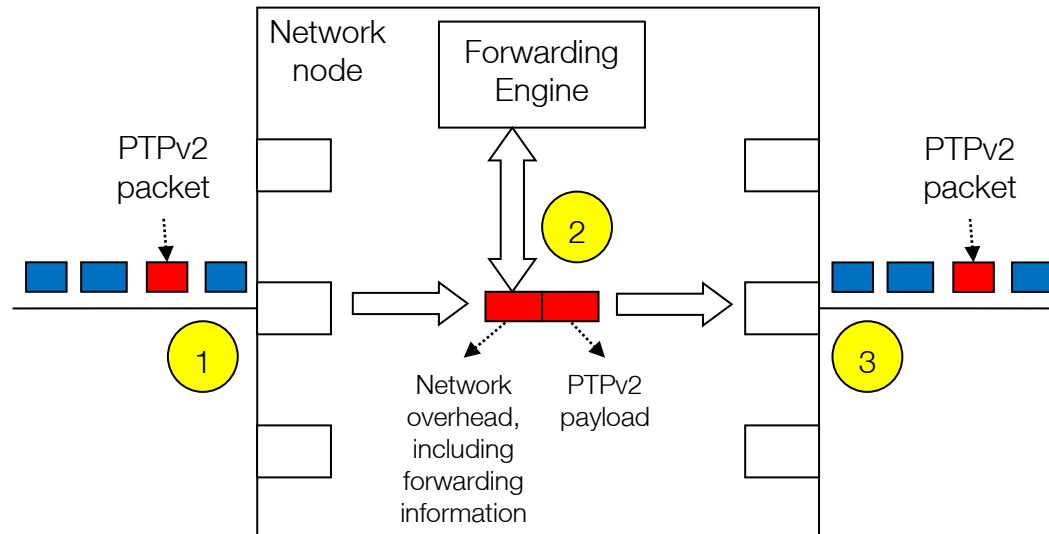 Network
node
Forwarding
Engine
PTPv2
packet
PTPv2
packet
2
1
3
Network
overhead,
including
forwarding
information
PTPv2
payload